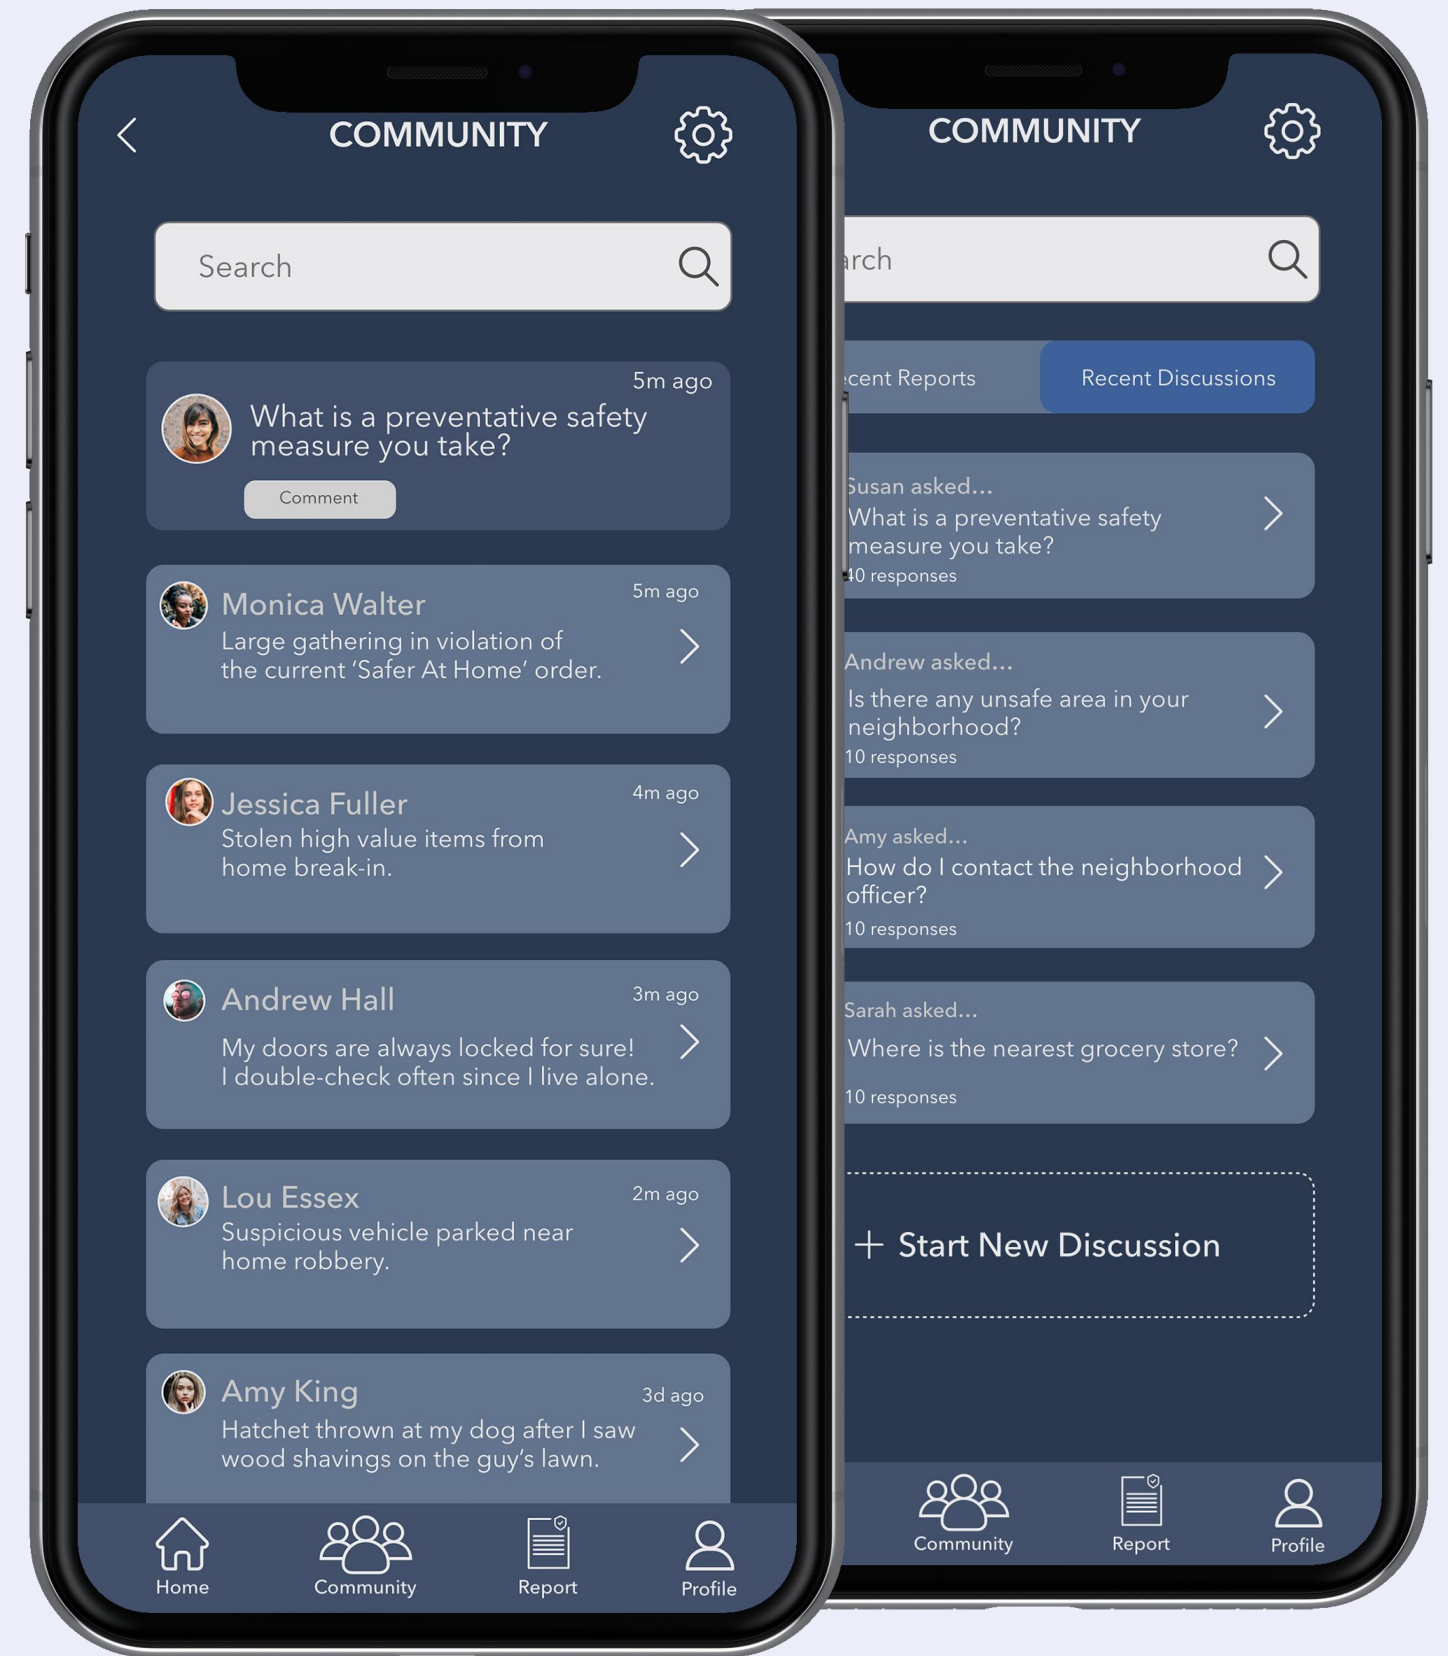 COMMUNITY
Search
5m ago
What is a preventative safety
measure you take?
Comment
Monica Walter
5m ago
Large gathering in violation of
the current ‘Safer At Home’ order.
Jessica Fuller
4m ago
Stolen high value items from
home break-in.
Andrew Hall
3m ago
My doors are always locked for sure!
I double-check often since I live alone.
Lou Essex
2m ago
Suspicious vehicle parked near
home robbery.
Amy King
3d ago
Hatchet thrown at my dog after I saw
wood shavings on the guy’s lawn.
Home
Community
Report
Profile
COMMUNITY
arch
cent Reports
Recent Discussions
Susan asked...
What is a preventative safety
measure you take?
40 responses
Andrew asked...
Is there any unsafe area in your
neighborhood?
10 responses
Amy asked...
How do I contact the neighborhood
officer?
10 responses
Sarah asked...
Where is the nearest grocery store?
10 responses
+ Start New Discussion
Community
Report
Profile